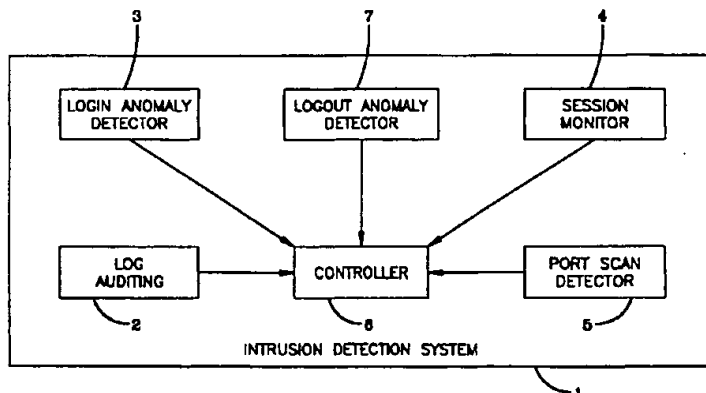 3
7
4
LOGIN ANOMALY
DETECTOR
LOGOUT ANOMALY
DETECTOR
SESSION
MONITOR
LOG
AUDITING
CONTROLLER
PORT SCAN
DETECTOR
2
6
5
INTRUSION DETECTION SYSTEM
1